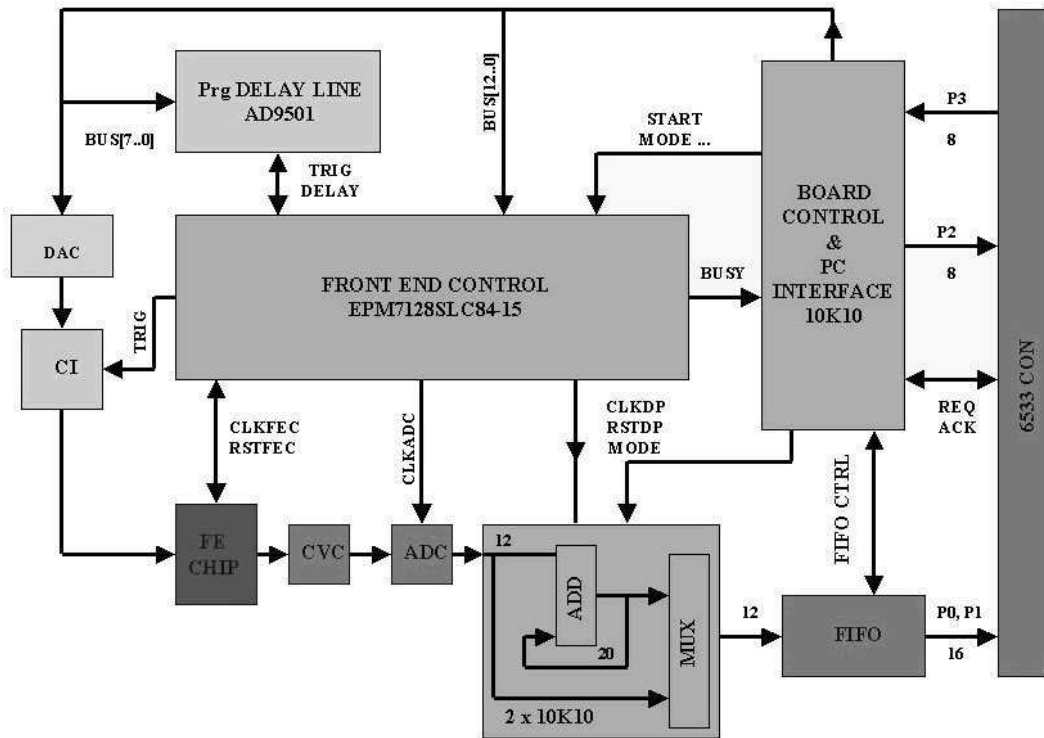 Prg DELAY LINE
AD9501
BUS[7..0]
BUS[12..0]
TRIG
DELAY
START
MODE ...
P3
8
BOARD
CONTROL
&
PC
INTERFACE
10K10
P2
8
DAC
FRONT END CONTROL
EPM7128SLC84-15
BUSY
TRIG
CI
CLKFEC
RSTFEC
CLKADC
CLKDP
RSTDP
MODE
REQ
ACK
6533 CON
FIFO CTRL
FE
CHIP
CVC
ADC
12
ADD
20
MUX
2 x 10K10
12
FIFO
P0, P1
16